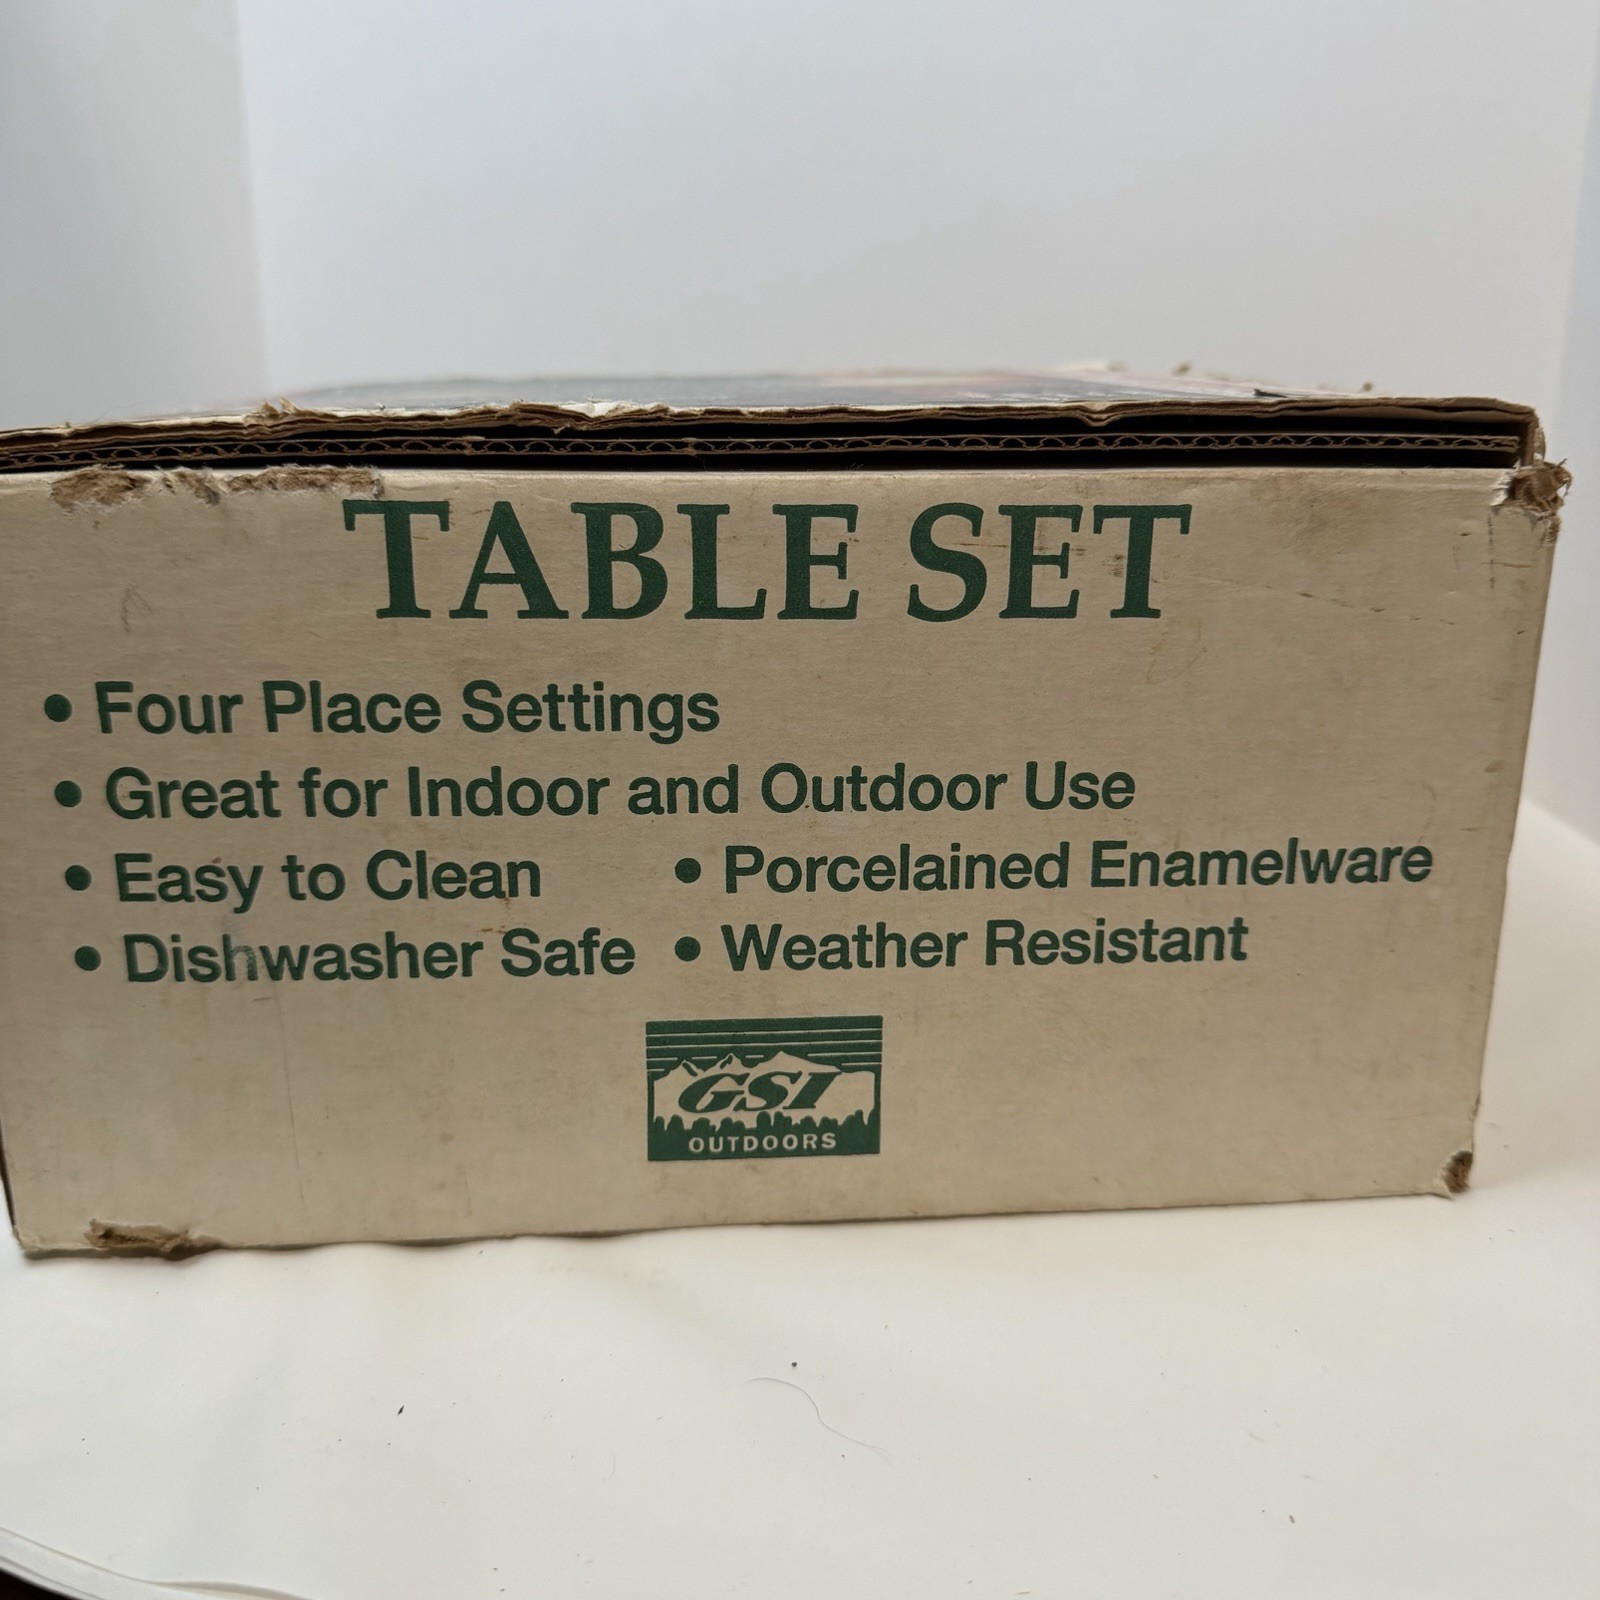 TABLE SET
• Four Place Settings
• Great for Indoor and Outdoor Use
• Easy to Clean • Porcelained Enamelware
• Dishwasher Safe • Weather Resistant
GSI
OUTDOORS